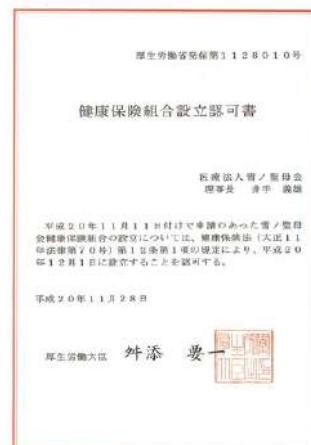 厚生労働省発保第1128010号
健康保険組合設立認可書
医療法人雪ノ聖母会
理事長 井手 義雄
平成20年11月11日付けで申請のあった雪ノ聖母
会健康保険組合の設立については、健康保険法(大正11
年法律第70号)第12条第1項の規定により、平成20
年12月1日に設立することを認可する。
平成20年11月28日
厚生労働大臣 舛添 要一